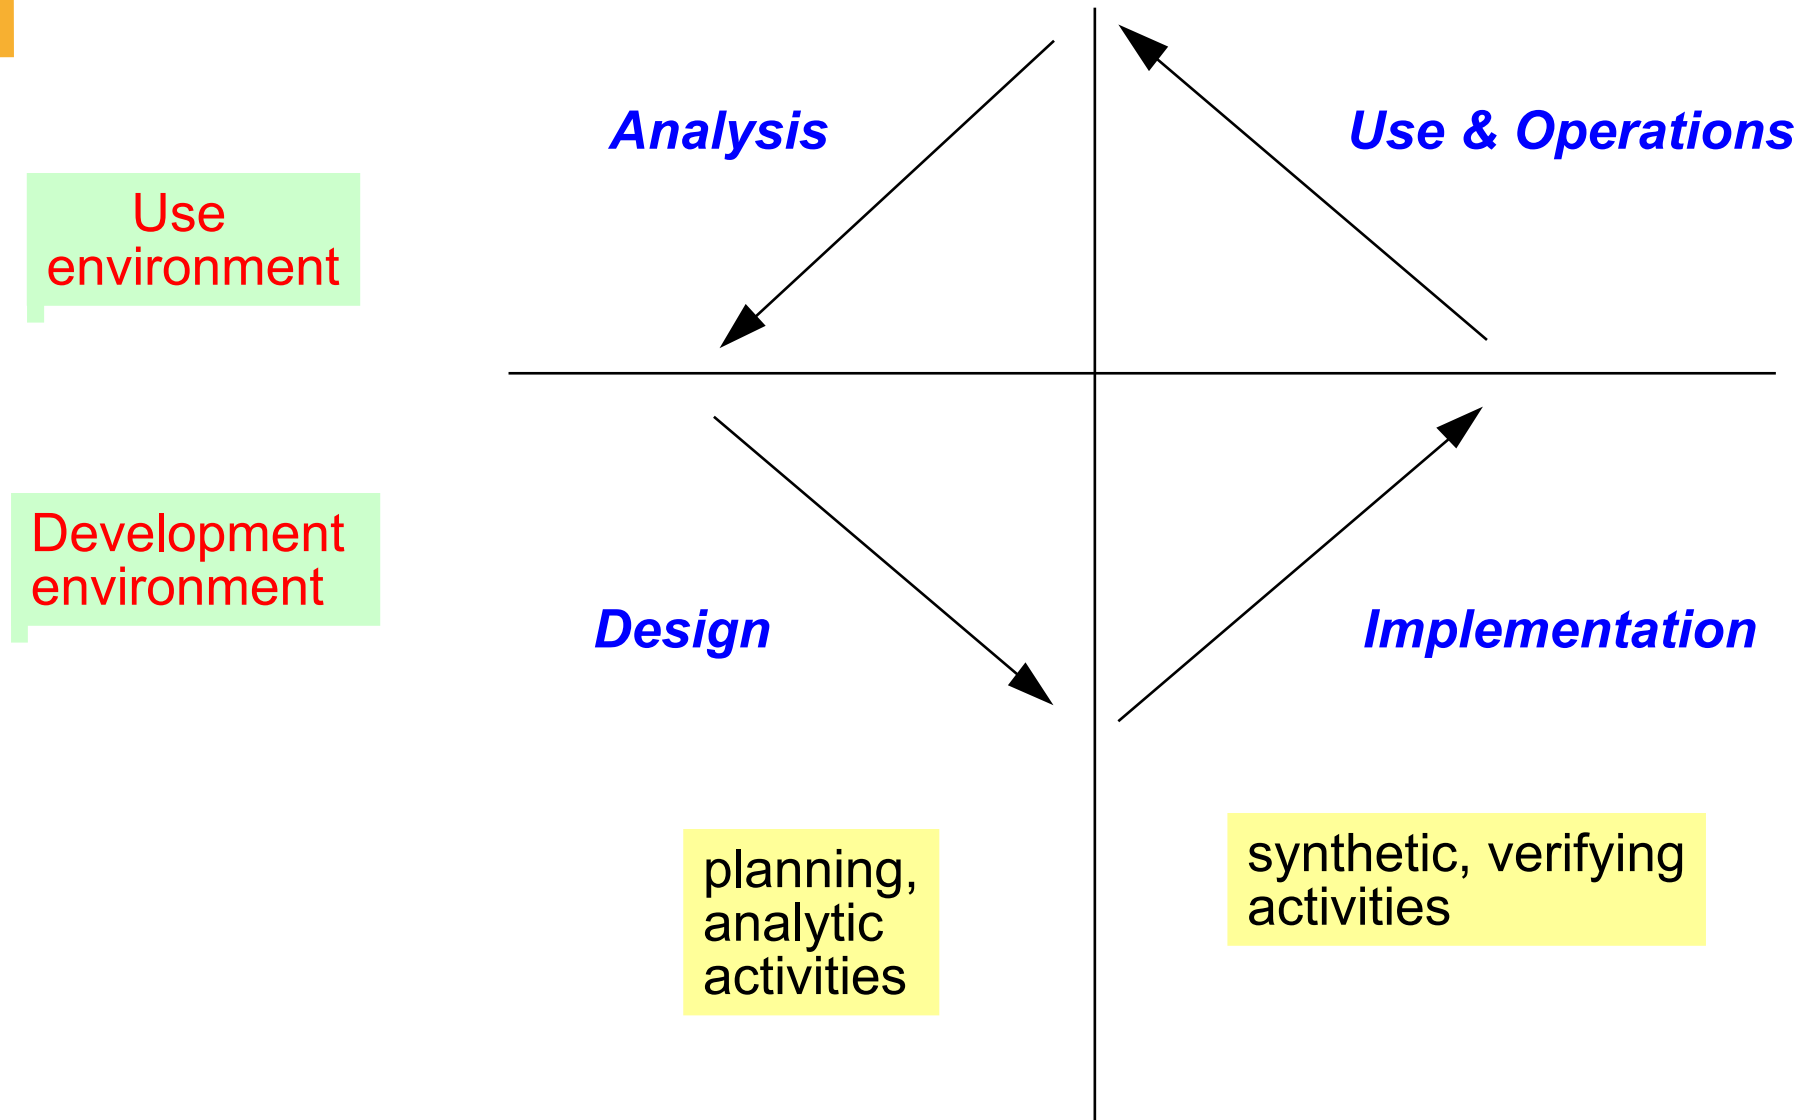 Analysis
Use & Operations
Use
environment
Development
environment
Design
Implementation
planning,
analytic
activities
synthetic, verifying
activities